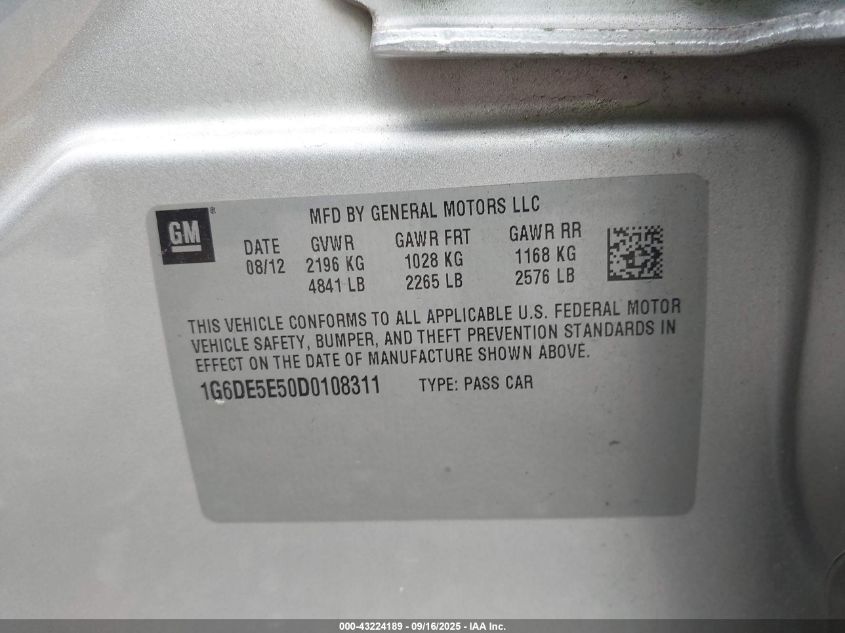 GM®
MFD BY GENERAL MOTORS LLC
DATE GVWR GAWR FRT GAWR RR
08/12 2196 KG 1028 KG 1168 KG
4841 LB 2265 LB 2576 LB
THIS VEHICLE CONFORMS TO ALL APPLICABLE U.S. FEDERAL MOTOR
VEHICLE SAFETY, BUMPER, AND THEFT PREVENTION STANDARDS IN
EFFECT ON THE DATE OF MANUFACTURE SHOWN ABOVE.
1G6DE5E50D0108311 TYPE: PASS CAR
000-43224189 - 09/16/2025 - IAA Inc.